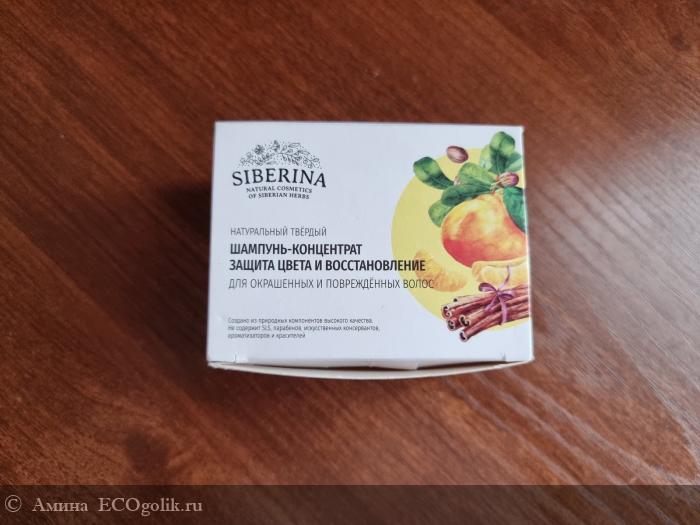 SIBERINA
NATURAL COSMETICS
OF SIBERIAN HERBS
НАТУРАЛЬНЫЙ ТВЁРДЫЙ
ШАМПУНЬ-КОНЦЕНТРАТ
ЗАЩИТА ЦВЕТА И ВОССТАНОВЛЕНИЕ
ДЛЯ ОКРАШЕННЫХ И ПОВРЕЖДЁННЫХ ВОЛОС
Создано из природных компонентов высокого качества.
Не содержит SLS, парабенов, искусственных консервантов,
ароматизаторов и красителей
© Амина ECOgolik.ru